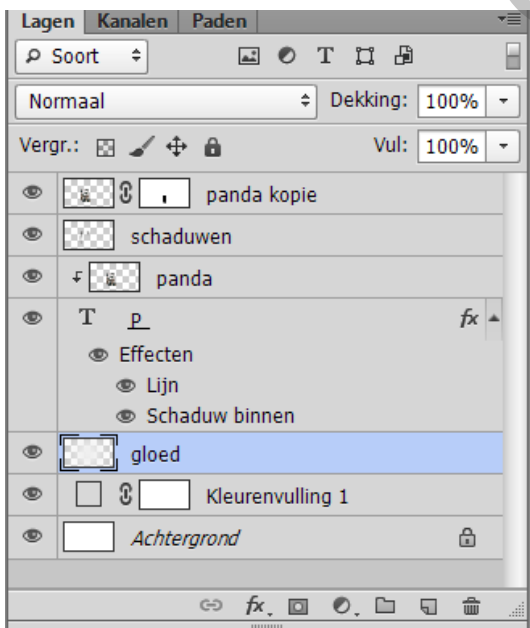 Lagen Kanalen Paden
Soort T
Normaal Dekking: 100%
Vergr.: Vul: 100%
panda kopie
schaduwen
panda
T P fx
Effecten
Lijn
Schaduw binnen
gloed
Kleurenvulling 1
Achtergrond
fx